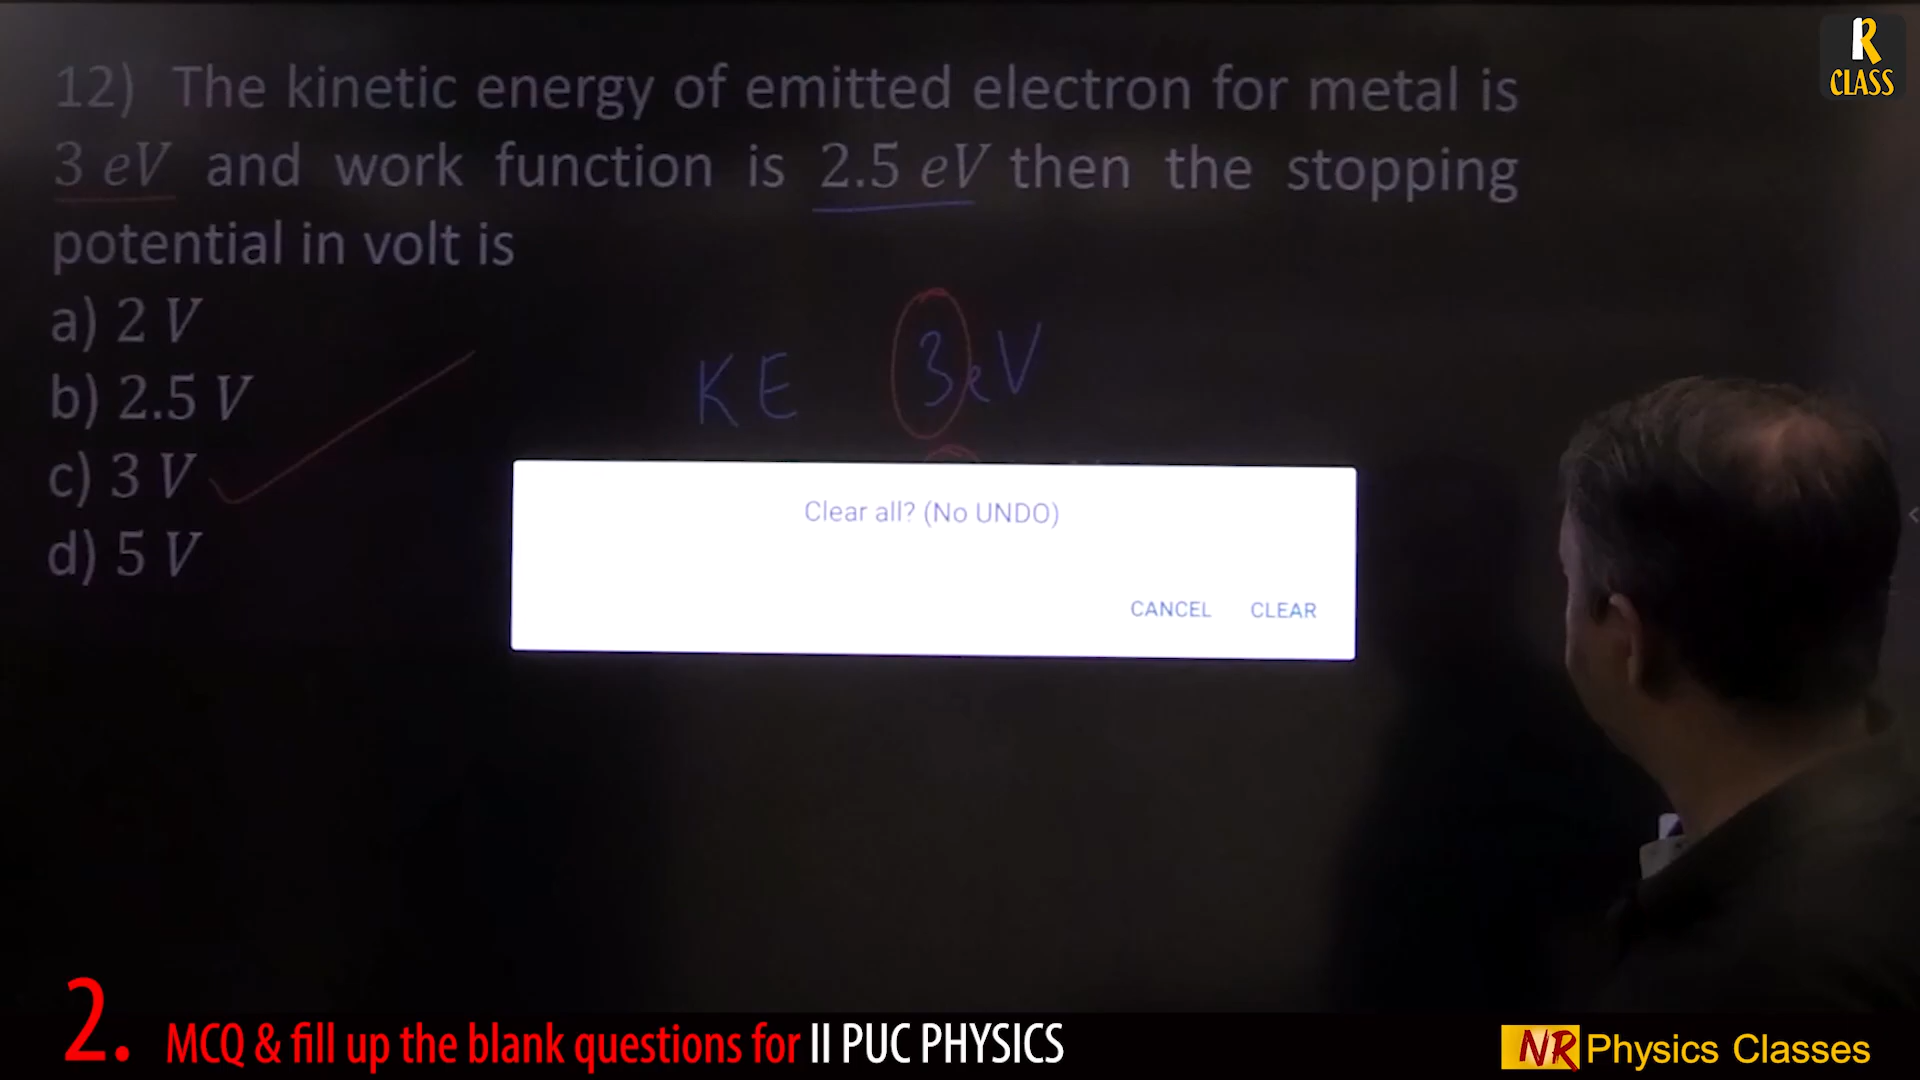 R
CLASS
12) The kinetic energy of emitted electron for metal is
3 eV and work function is 2.5 eV then the stopping
potential in volt is
a) 2 V
b) 2.5 V
c) 3 V
d) 5 V
KE 3eV
Clear all? (No UNDO)
CANCEL CLEAR
2. MCQ & fill up the blank questions for II PUC PHYSICS
NR Physics Classes